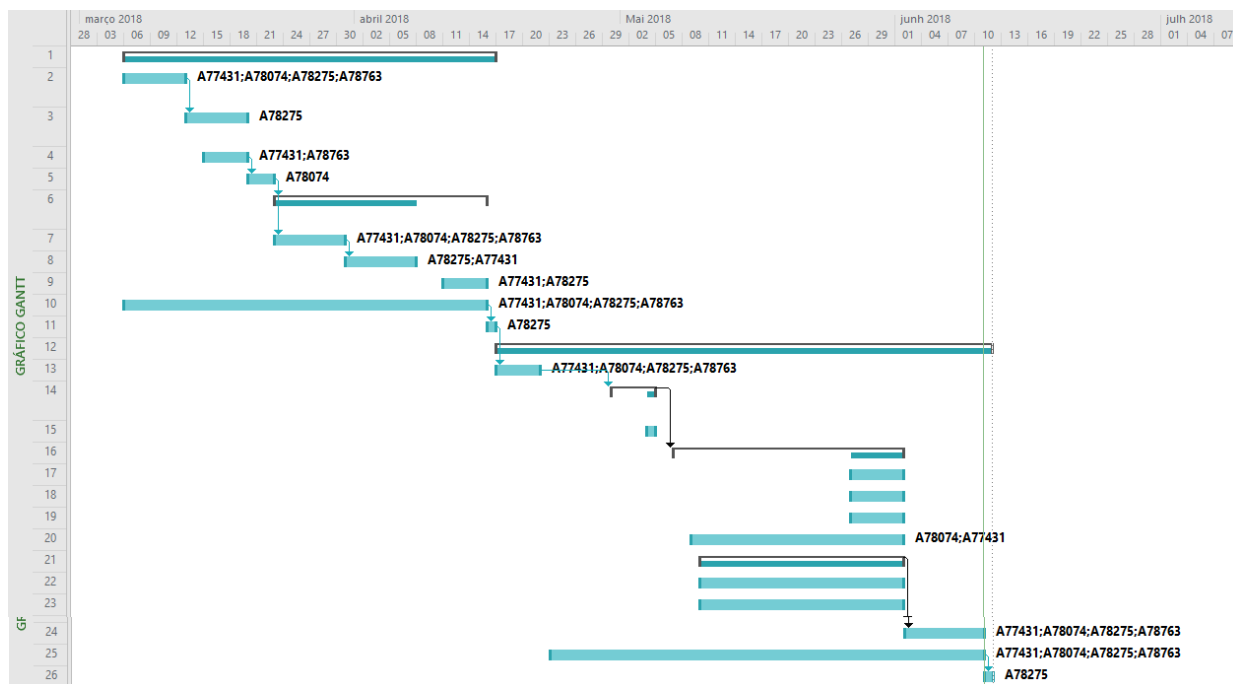 março 2018 abril 2018 Mai 2018 junh 2018 julh 2018
28 03 06 09 12 15 18 21 24 27 30 02 05 08 11 14 17 20 23 26 29 02 05 08 11 14 17 20 23 26 29 01 04 07 10 13 16 19 22 25 28 01 04 07
GRÁFICO GANTT
1
2 A77431;A78074;A78275;A78763
3 A78275
4 A77431;A78763
5 A78074
6
7 A77431;A78074;A78275;A78763
8 A78275;A77431
9 A77431;A78275
10 A77431;A78074;A78275;A78763
11 A78275
12
13 A77431;A78074;A78275;A78763
14
15
16
17
18
19
20 A78074;A77431
21
22
23
24 A77431;A78074;A78275;A78763
25 A77431;A78074;A78275;A78763
26 A78275